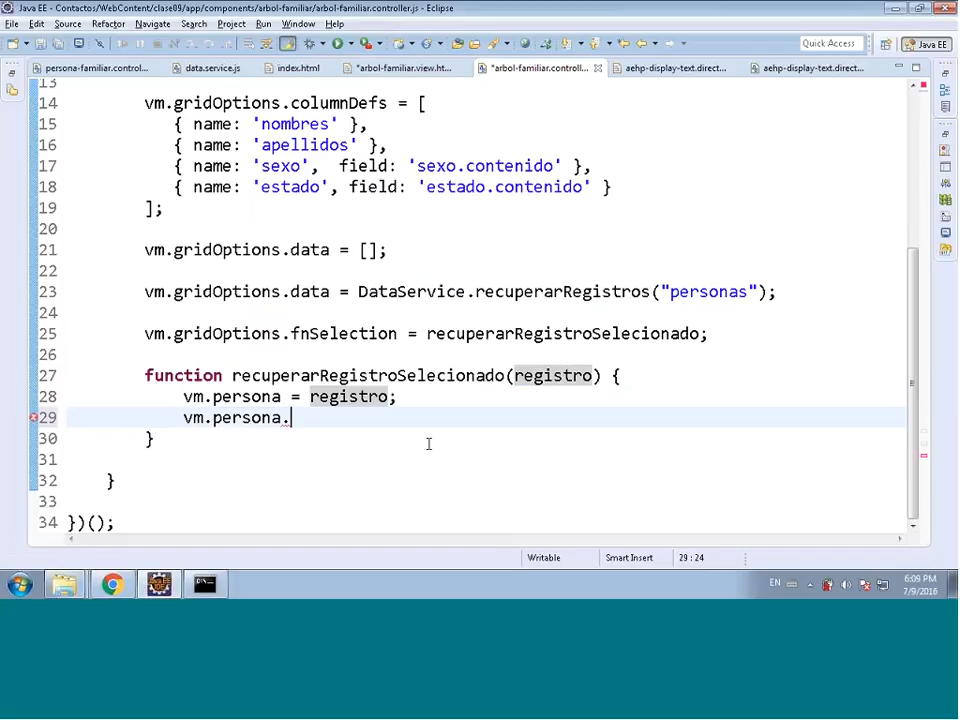 Java EE - Contactos/WebContent/clase09/app/components/arbol-familiar/arbol-familiar.controller.js - Eclipse
File Edit Source Refactor Navigate Search Project Run Window Help
Quick Access Java EE
persona-familiar.control... data.service.js index.html *arbol-familiar.view.ht... *arbol-familiar.controll... aehp-display-text.direct... aehp-display-text.direct...
13
14 vm.gridOptions.columnDefs = [
15 { name: 'nombres' },
16 { name: 'apellidos' },
17 { name: 'sexo', field: 'sexo.contenido' },
18 { name: 'estado', field: 'estado.contenido' }
19 ];
20
21 vm.gridOptions.data = [];
22
23 vm.gridOptions.data = DataService.recuperarRegistros("personas");
24
25 vm.gridOptions.fnSelection = recuperarRegistroSelecionado;
26
27 function recuperarRegistroSelecionado(registro) {
28 vm.persona = registro;
29 vm.persona.
30 }
31
32 }
33
34 })();
Writable Smart Insert 29 : 24
EN 6:09 PM
7/9/2016